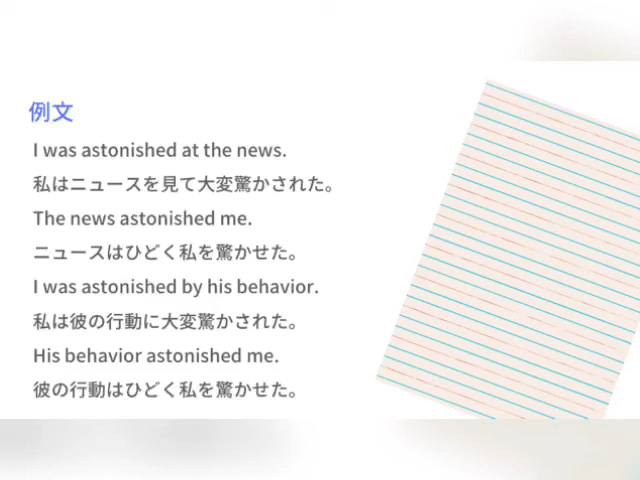 例文
I was astonished at the news.
私はニュースを見て大変驚かされた。
The news astonished me.
ニュースはひどく私を驚かせた。
I was astonished by his behavior.
私は彼の行動に大変驚かされた。
His behavior astonished me.
彼の行動はひどく私を驚かせた。